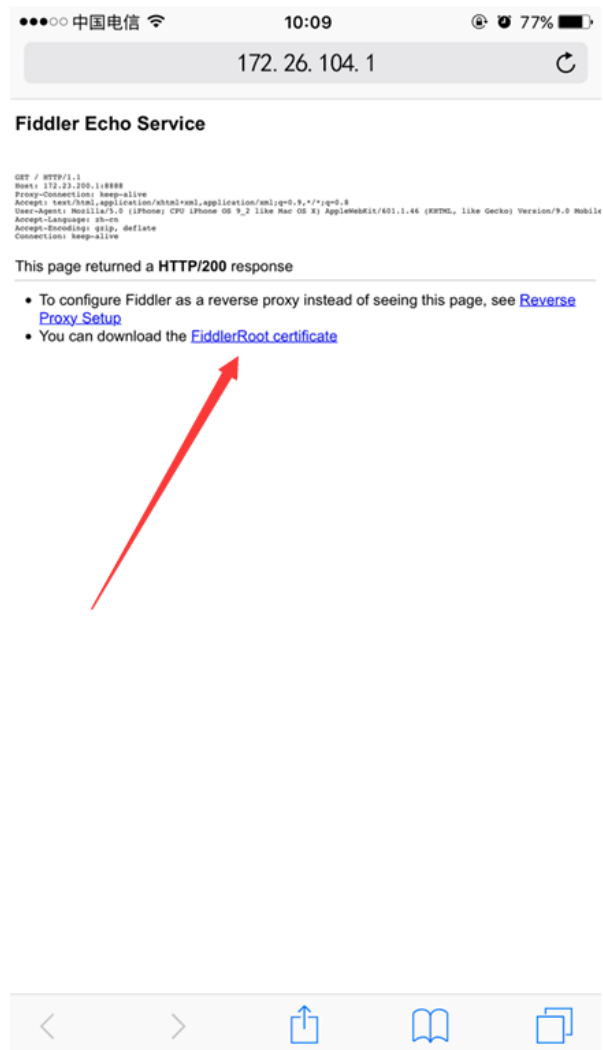 中国电信 10:09 77%
172. 26. 104. 1
Fiddler Echo Service
GET / HTTP/1.1
Host: 172.23.200.1:8888
Proxy-Connection: keep-alive
Accept: text/html,application/xhtml+xml,application/xml;q=0.9,*/*;q=0.8
User-Agent: Mozilla/5.0 (iPhone; CPU iPhone OS 9_2 like Mac OS X) AppleWebKit/601.1.46 (KHTML, like Gecko) Version/9.0 Mobile
Accept-Language: zh-cn
Accept-Encoding: gzip, deflate
Connection: keep-alive
This page returned a HTTP/200 response
• To configure Fiddler as a reverse proxy instead of seeing this page, see Reverse
Proxy Setup
• You can download the FiddlerRoot certificate